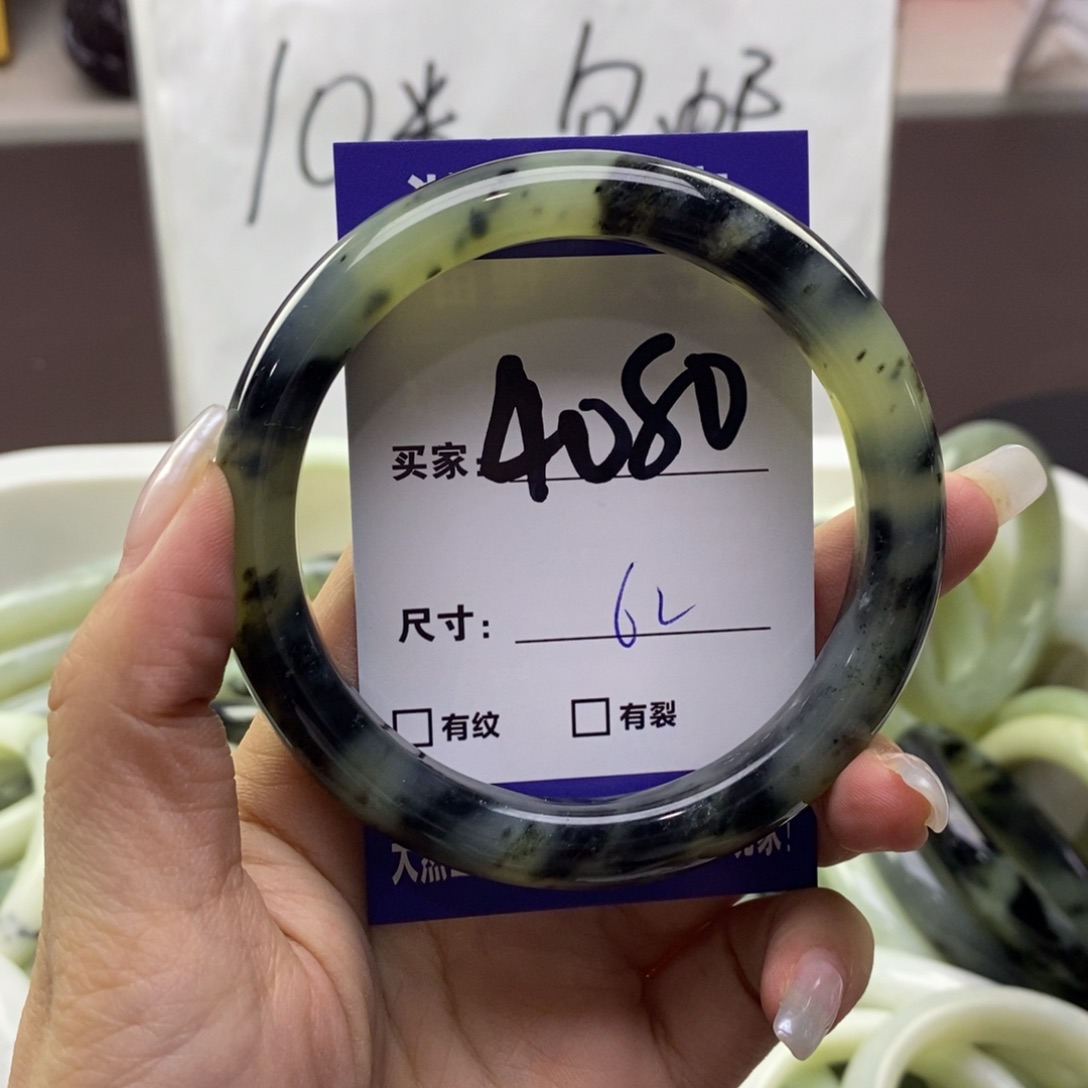 10米 包邮
买家: 4080
尺寸: 62
□有纹 □有裂